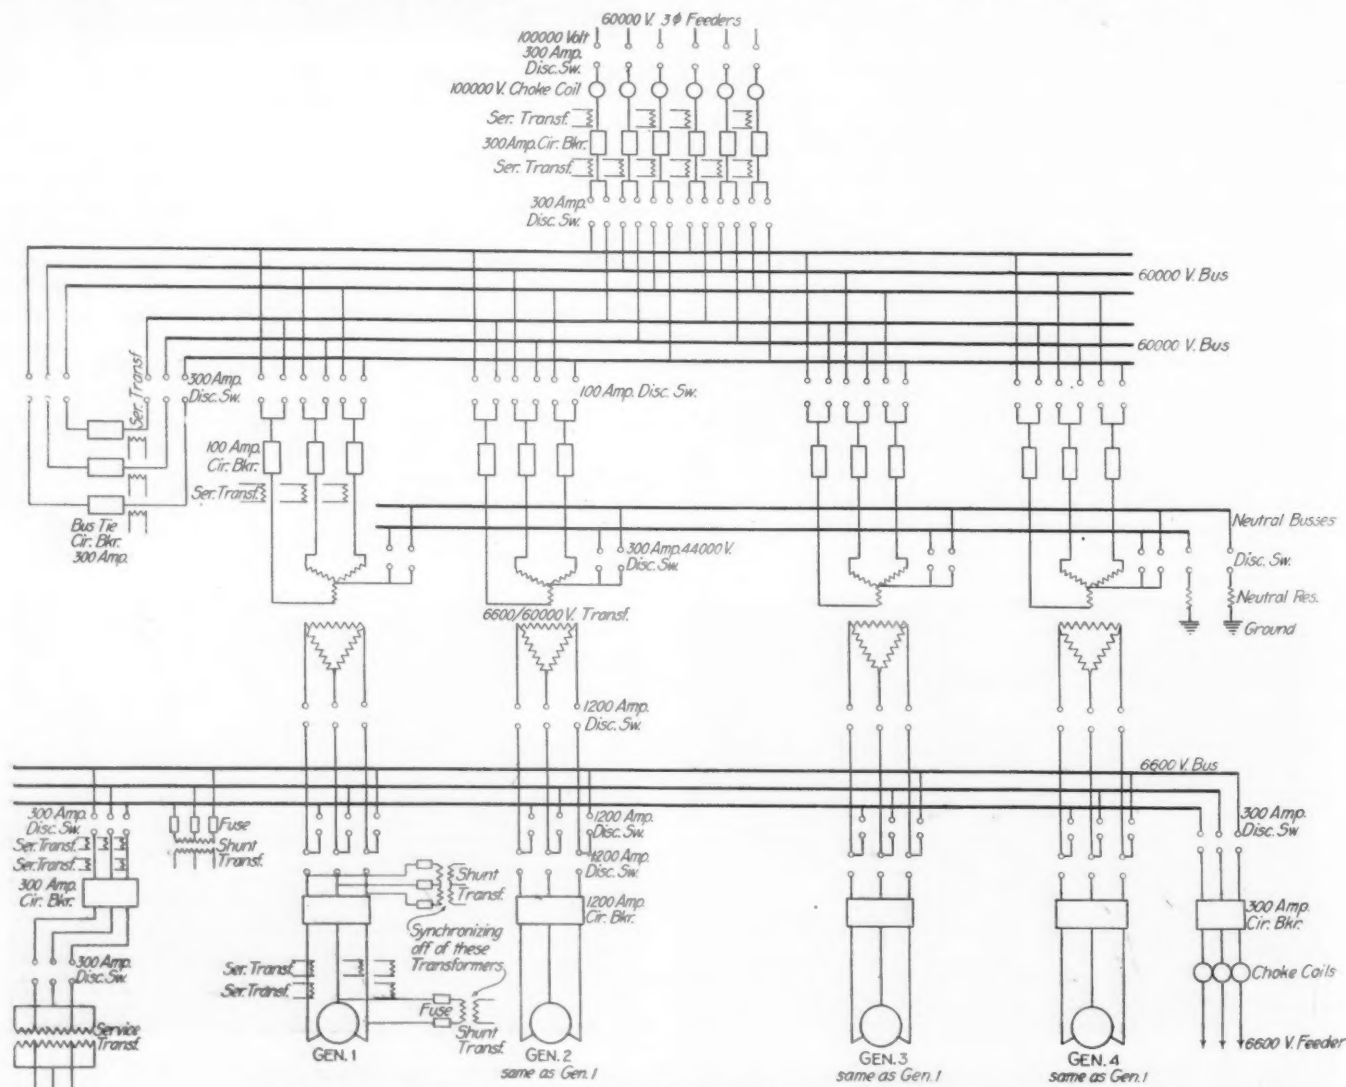 60000 V. 3φ Feeders
100000 Volt
300 Amp.
Disc. Sw.
100000 V. Choke Coil
Ser. Transf.
300 Amp. Cir. Bkr.
Ser. Transf.
300 Amp.
Disc. Sw.
60000 V. Bus
60000 V. Bus
Ser. Transf
300 Amp.
Disc. Sw.
100 Amp. Disc. Sw.
100 Amp.
Cir. Bkr.
Ser. Transf.
Bus Tie
Cir. Bkr.
300 Amp.
Neutral Busses
300 Amp. 44000 V.
Disc. Sw.
Disc. Sw.
Neutral Res.
Ground
6600/60000 V. Transf.
1200 Amp.
Disc. Sw.
6600 V. Bus
300 Amp.
Disc. Sw.
Ser. Transf.
Ser. Transf.
300 Amp.
Cir. Bkr.
Fuse
Shunt
Transf.
1200 Amp.
Disc. Sw.
1200 Amp.
Disc. Sw.
1200 Amp.
Cir. Bkr.
300 Amp.
Disc. Sw
Shunt
Transf.
Synchronizing
off of these
Transformers
300 Amp.
Cir. Bkr.
300 Amp.
Disc. Sw.
Ser. Transf.
Ser. Transf.
Choke Coils
Fuse
Shunt
Transf.
Service
Transf.
6600 V. Feeder
GEN. 1
GEN. 2
same as Gen. 1
GEN. 3
same as Gen. 1
GEN. 4
same as Gen. 1